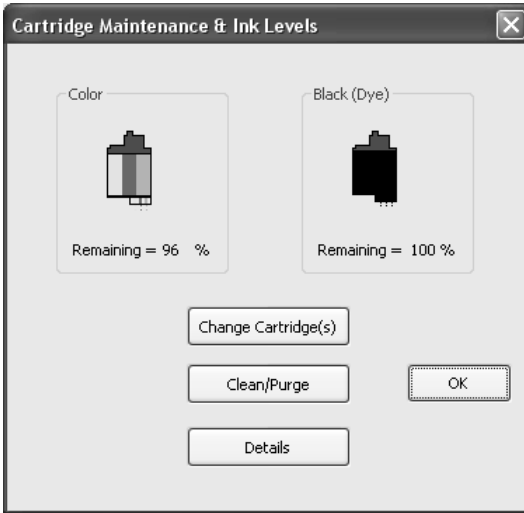 Cartridge Maintenance & Ink Levels
Color
Black (Dye)
Remaining = 96 %
Remaining = 100 %
Change Cartridge(s)
Clean/Purge
OK
Details